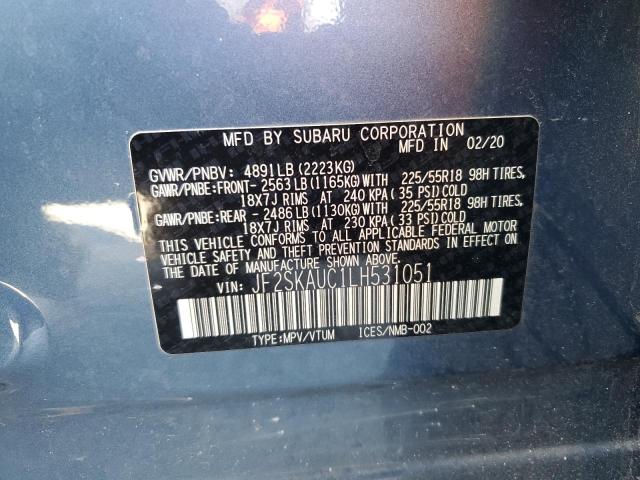 MFD BY SUBARU CORPORATION
MFD IN 02/20
GVWR/PNBV: 4891LB (2223KG)
GAWR/PNBE:FRONT- 2563LB(1165KG)WITH 225/55R18 98H TIRES,
18X7J RIMS AT 240 KPA(35 PSI)COLD
GAWR/PNBE:REAR - 2486LB(1130KG)WITH 225/55R18 98H TIRES,
18X7J RIMS AT 230 KPA(33 PSI)COLD
THIS VEHICLE CONFORMS TO ALL APPLICABLE FEDERAL MOTOR
VEHICLE SAFETY AND THEFT PREVENTION STANDARDS IN EFFECT
ON THE DATE OF MANUFACTURE SHOWN ABOVE.
VIN: JF2SKAUC1LH531051
TYPE:MPV/VTUM ICES/NMB-002